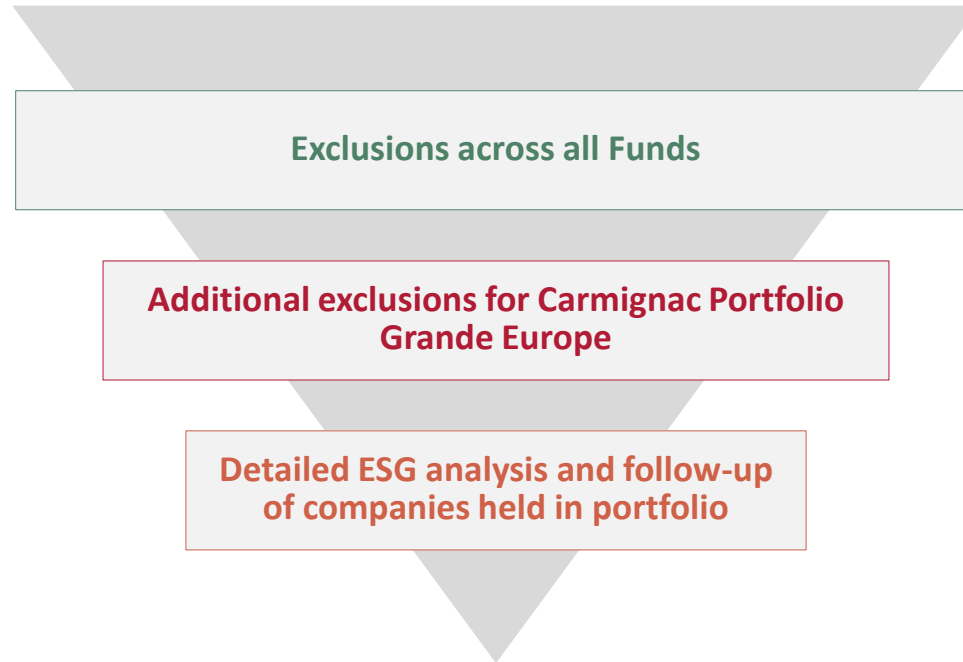 Exclusions across all Funds
Additional exclusions for Carmignac Portfolio
Grande Europe
Detailed ESG analysis and follow-up
of companies held in portfolio